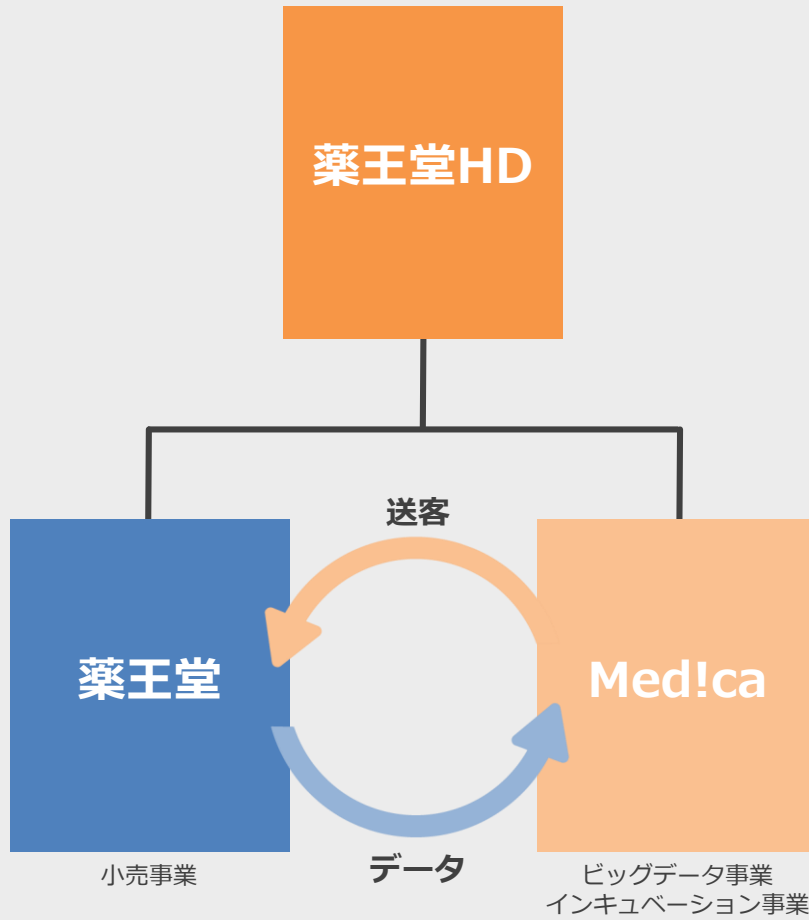 薬王堂HD
送客
薬王堂
Med!ca
データ
小売事業
ビッグデータ事業
インキュベーション事業